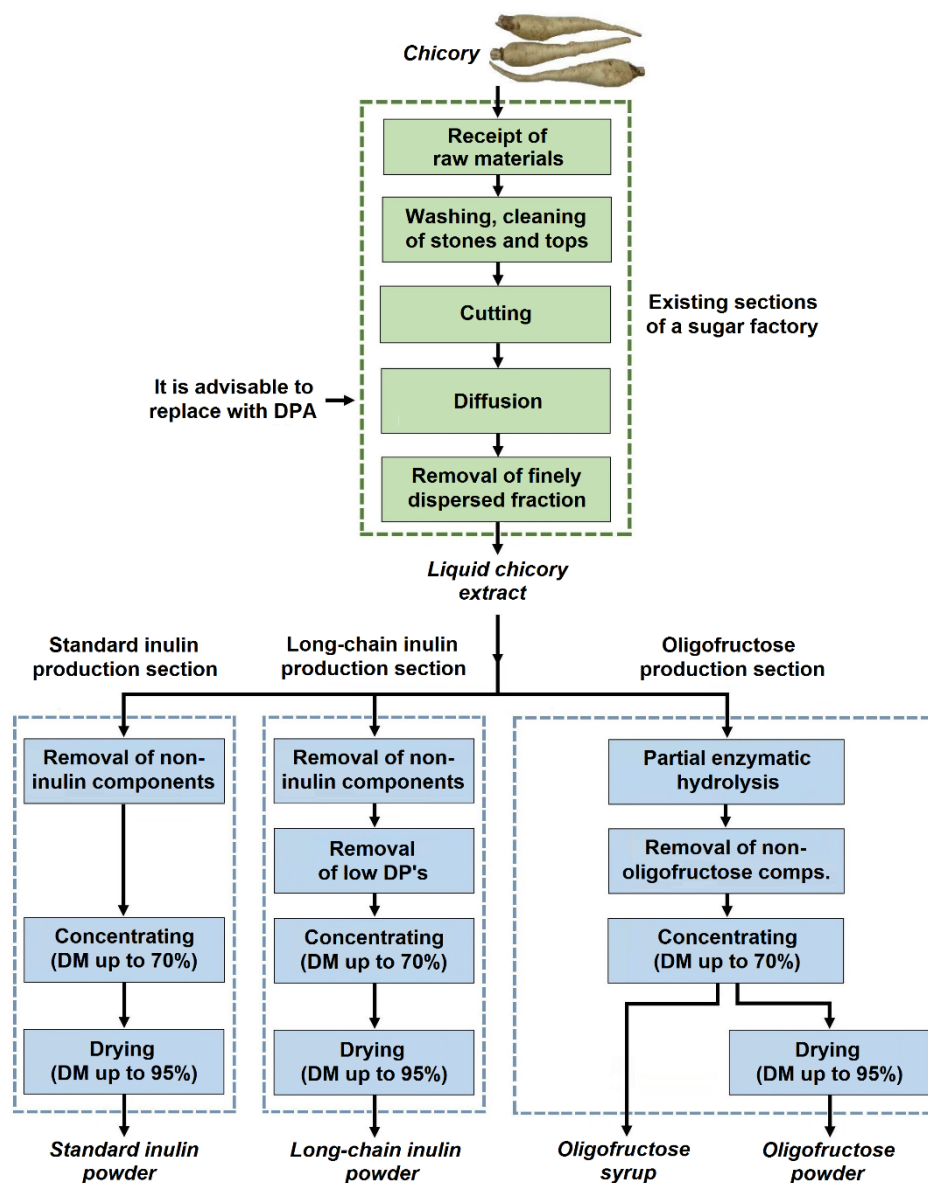 Chicory
Receipt of
raw materials
Washing, cleaning
of stones and tops
Cutting
Existing sections
of a sugar factory
It is advisable to
replace with DPA
Diffusion
Removal of finely
dispersed fraction
Liquid chicory
extract
Standard inulin
production section
Long-chain inulin
production section
Oligofructose
production section
Removal of non-
inulin components
Concentrating
(DM up to 70%)
Drying
(DM up to 95%)
Standard inulin
powder
Removal of non-
inulin components
Removal
of low DP's
Concentrating
(DM up to 70%)
Drying
(DM up to 95%)
Long-chain inulin
powder
Partial enzymatic
hydrolysis
Removal of non-
oligofructose comps.
Concentrating
(DM up to 70%)
Drying
(DM up to 95%)
Oligofructose
syrup
Oligofructose
powder